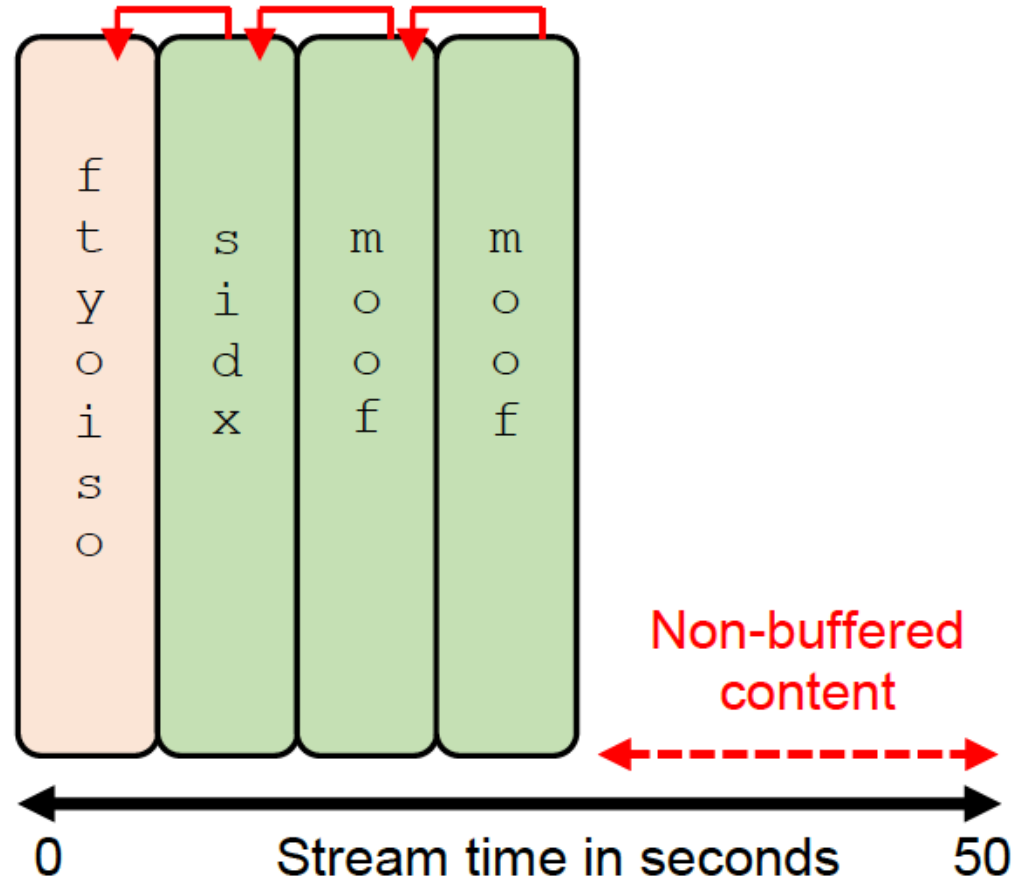 ftyoiso
sidx
moof
moof
Non-buffered
content
0 Stream time in seconds 50